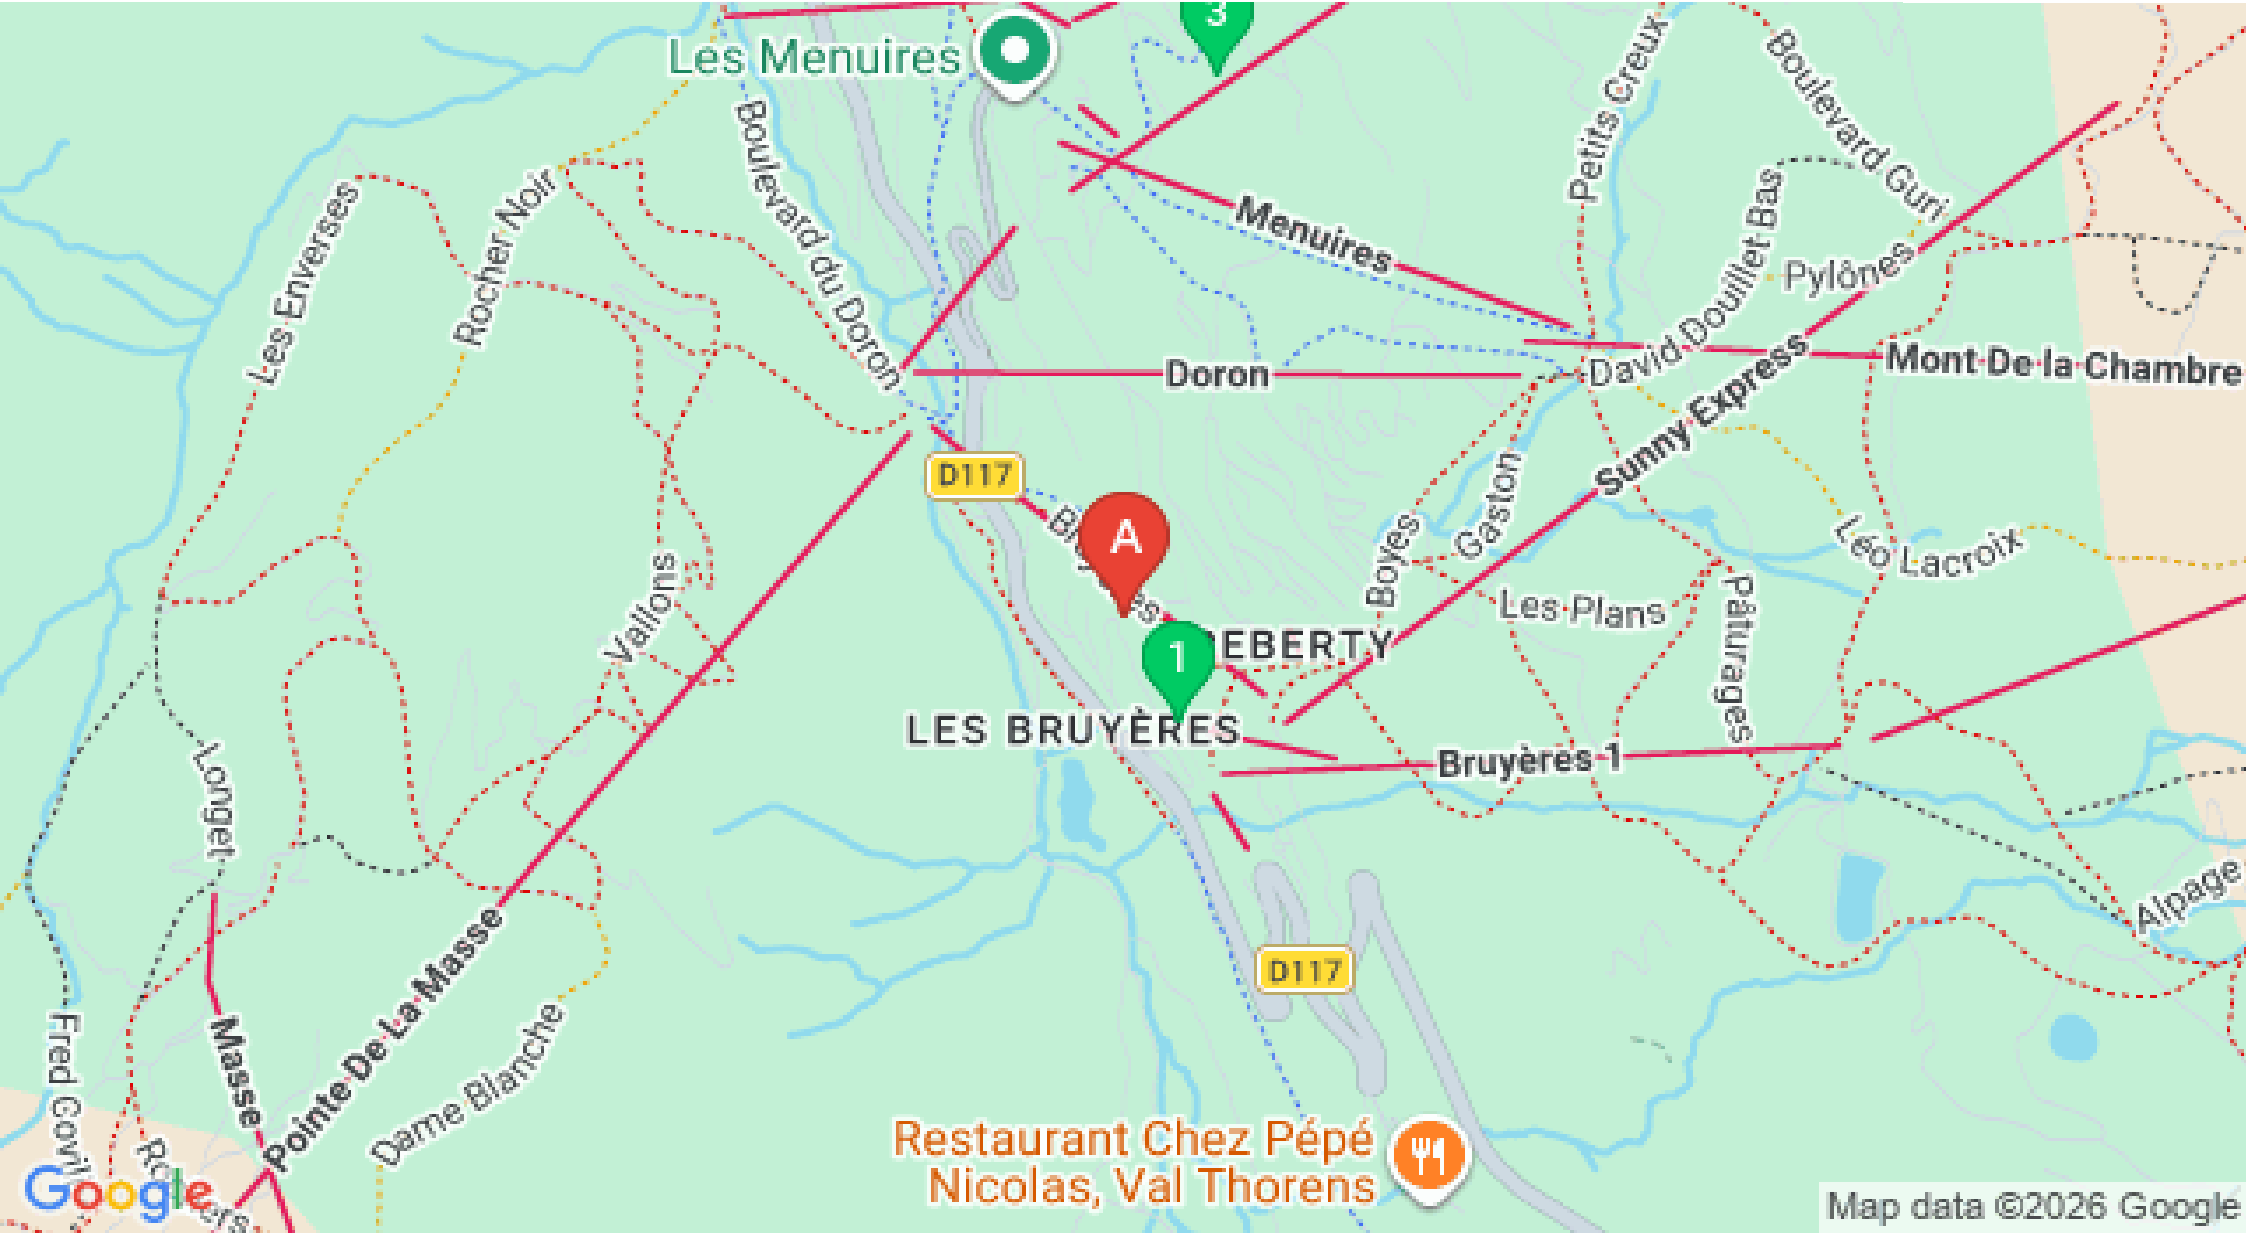 3
Les Menuires
Petits Creux
Boulevard Guri
Boulevard du Doron
Rocher Noir
Les Enverses
Menuires
David Douillet Bas
Pylônes
Doron
Mont De la Chambre
Sunny Express
D117
A
Gaston
Boyes
Léo Lacroix
Les Plans
Pâturages
Vallons
1
LES BRUYÈRES
Bruyères 1
Longet
Alpage
D117
Pointe De La Masse
Masse
Dame Blanche
Restaurant Chez Pépé
Nicolas, Val Thorens
Google
Map data ©2026 Google